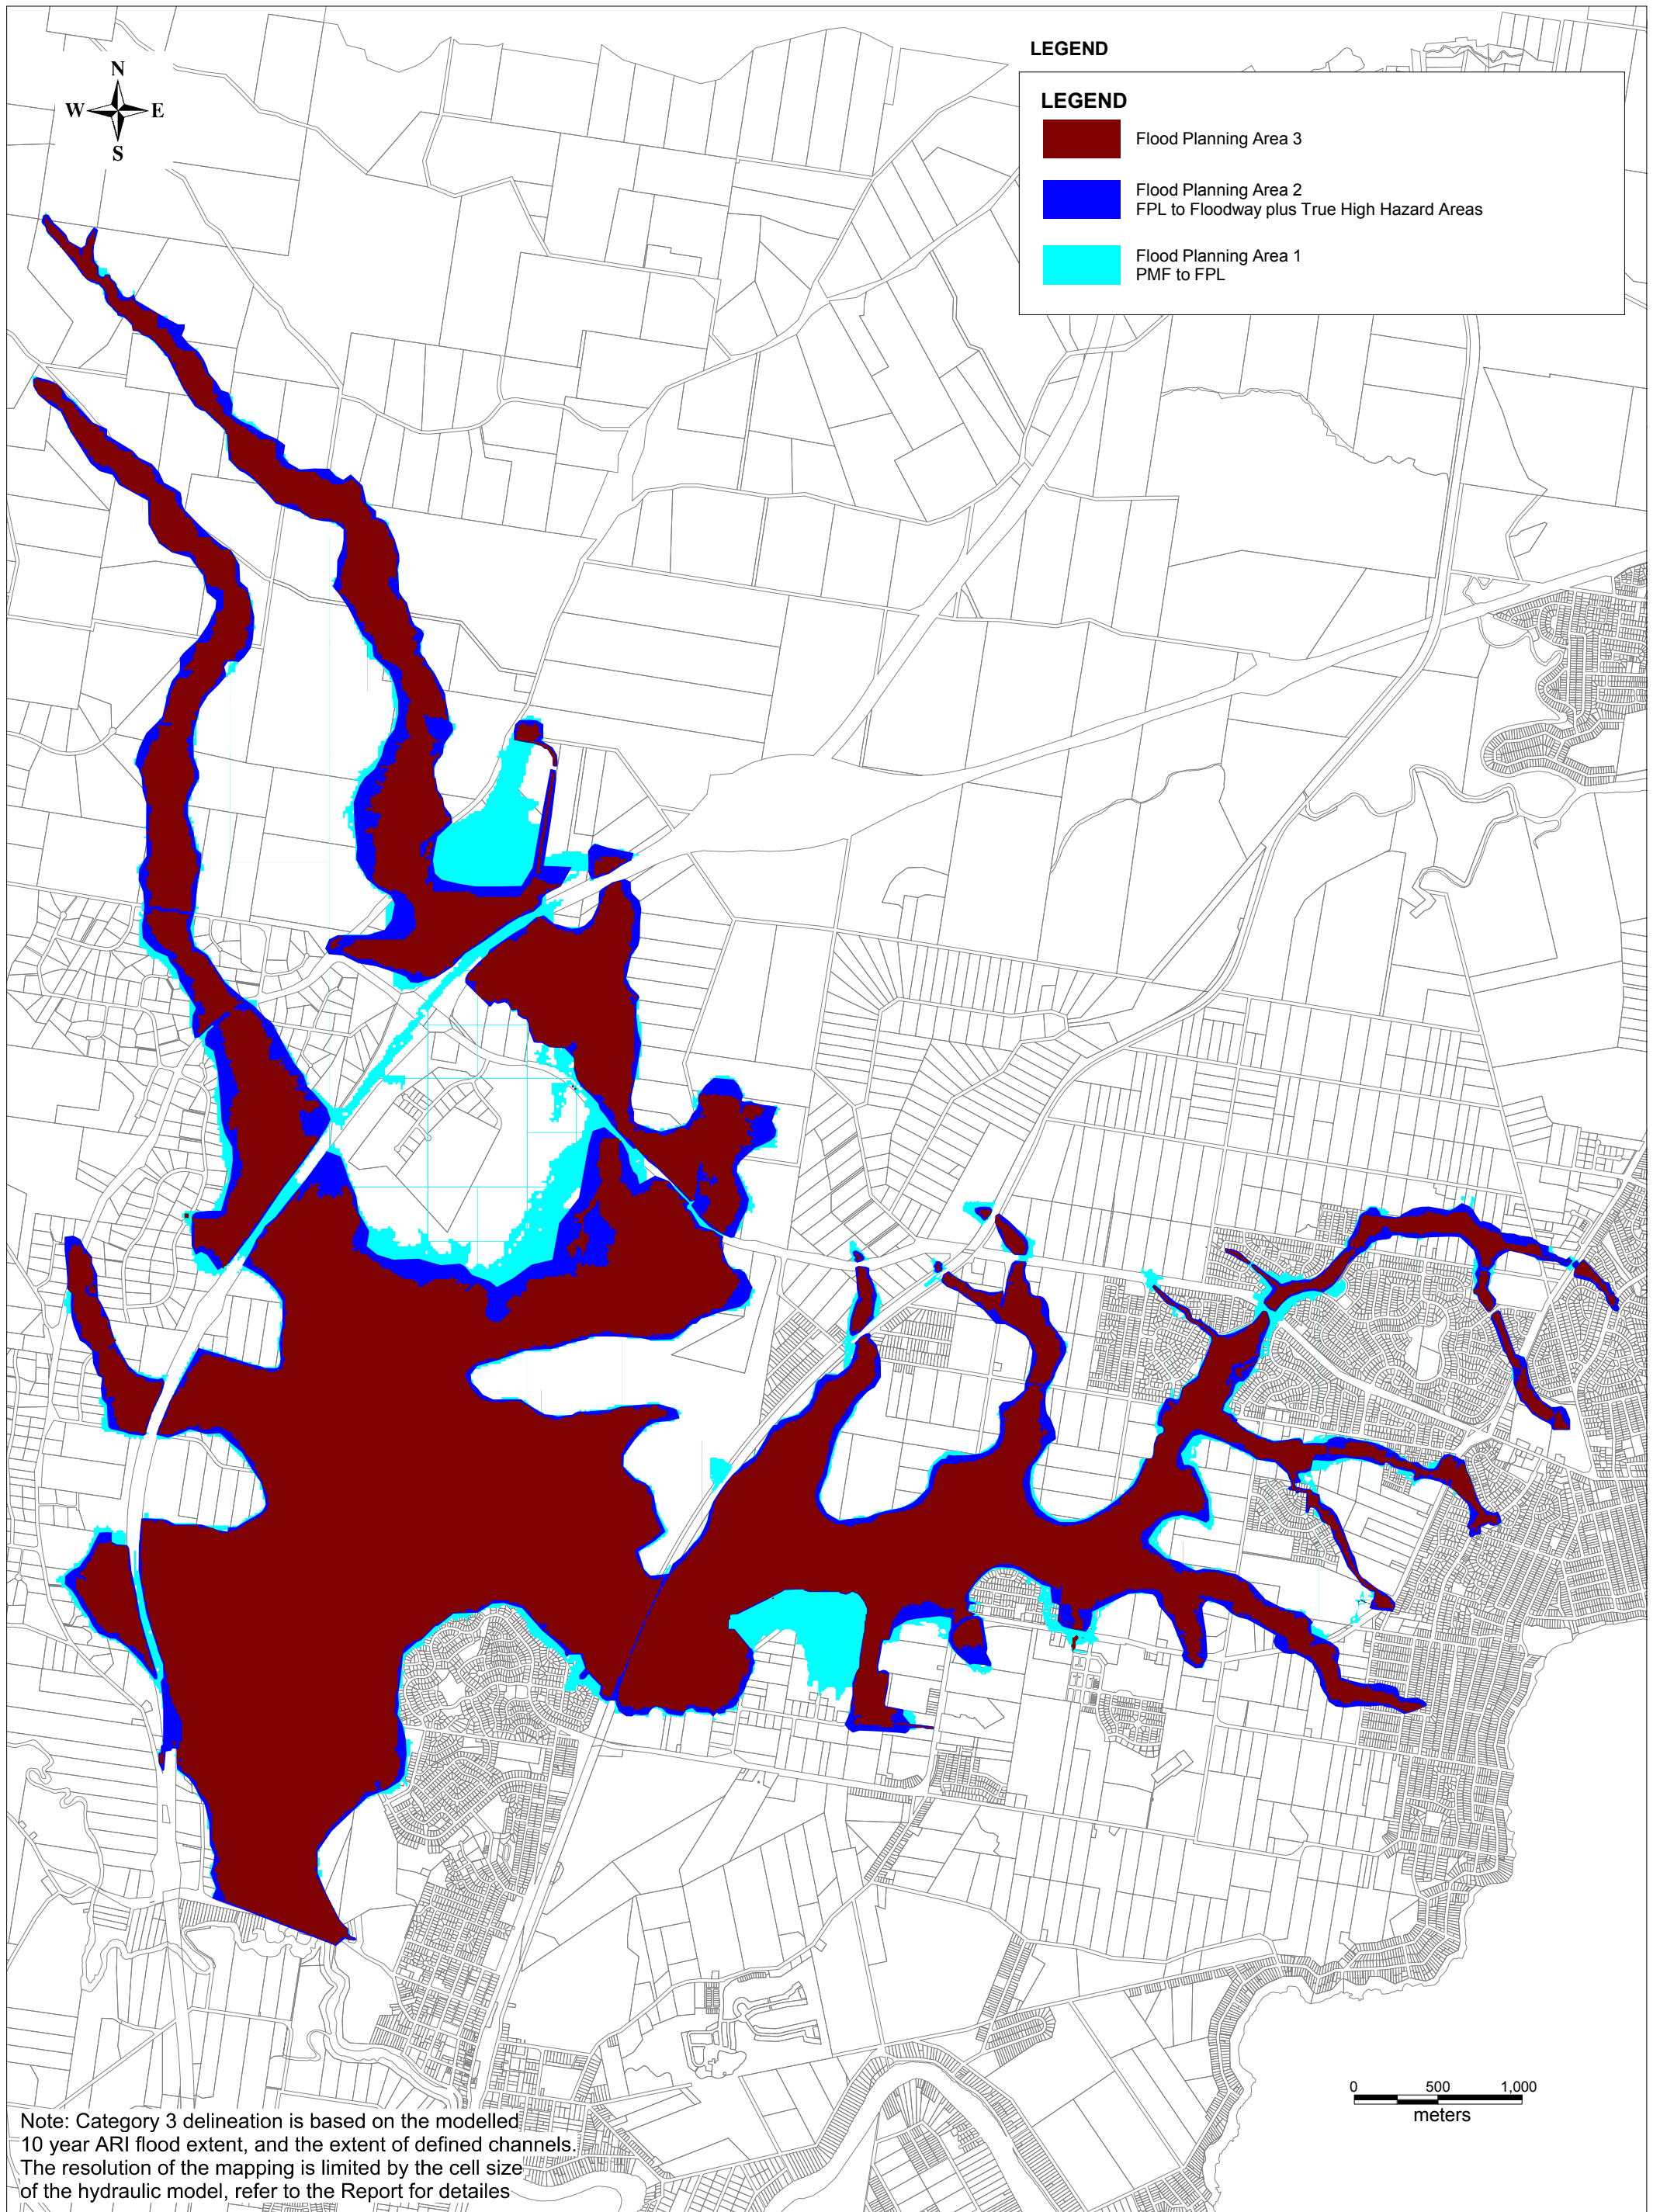 LEGEND
N
W E
S
LEGEND
Flood Planning Area 3
Flood Planning Area 2
FPL to Floodway plus True High Hazard Areas
Flood Planning Area 1
PMF to FPL
0 500 1,000
meters
Note: Category 3 delineation is based on the modelled
10 year ARI flood extent, and the extent of defined channels.
The resolution of the mapping is limited by the cell size
of the hydraulic model, refer to the Report for detailes